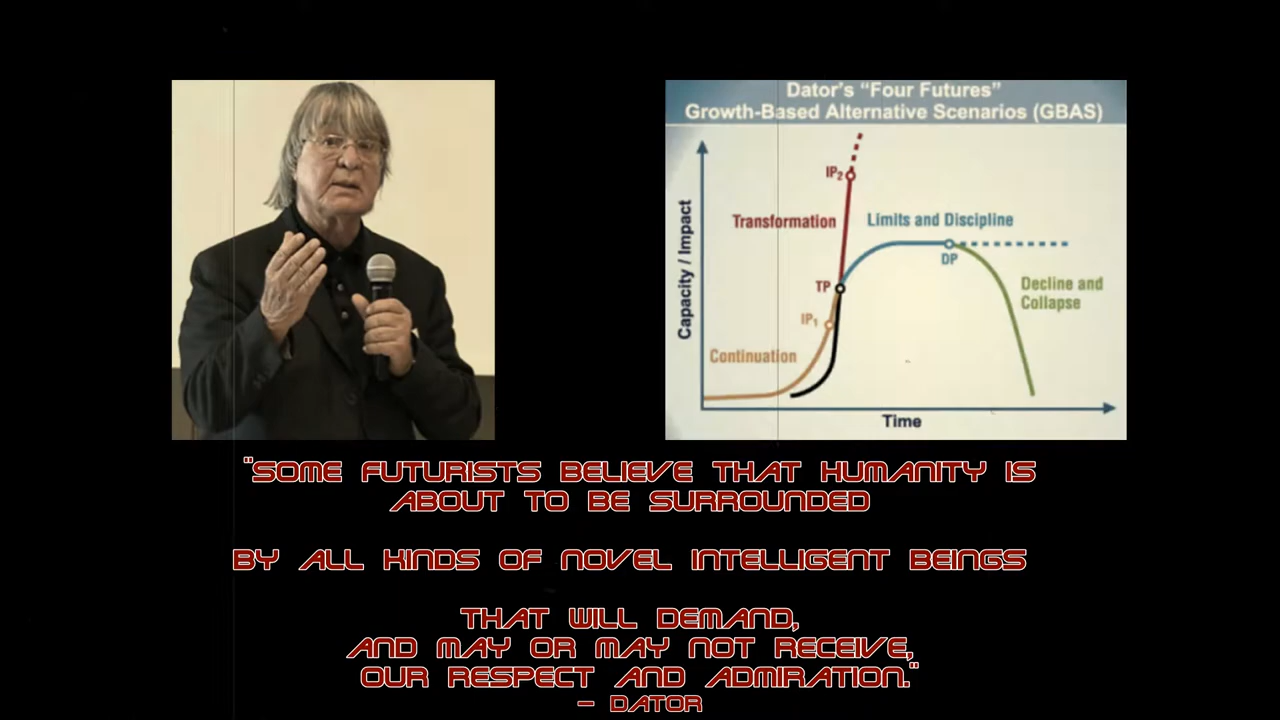 Dator's "Four Futures"
Growth-Based Alternative Scenarios (GBAS)
IP2
Transformation
Limits and Discipline
DP
TP
Decline and
Collapse
IP1
Continuation
Capacity / Impact
Time
"SOME FUTURISTS BELIEVE THAT HUMANITY IS
ABOUT TO BE SURROUNDED
BY ALL KINDS OF NOVEL INTELLIGENT BEINGS
THAT WILL DEMAND,
AND MAY OR MAY NOT RECEIVE,
OUR RESPECT AND ADMIRATION."
- DATOR